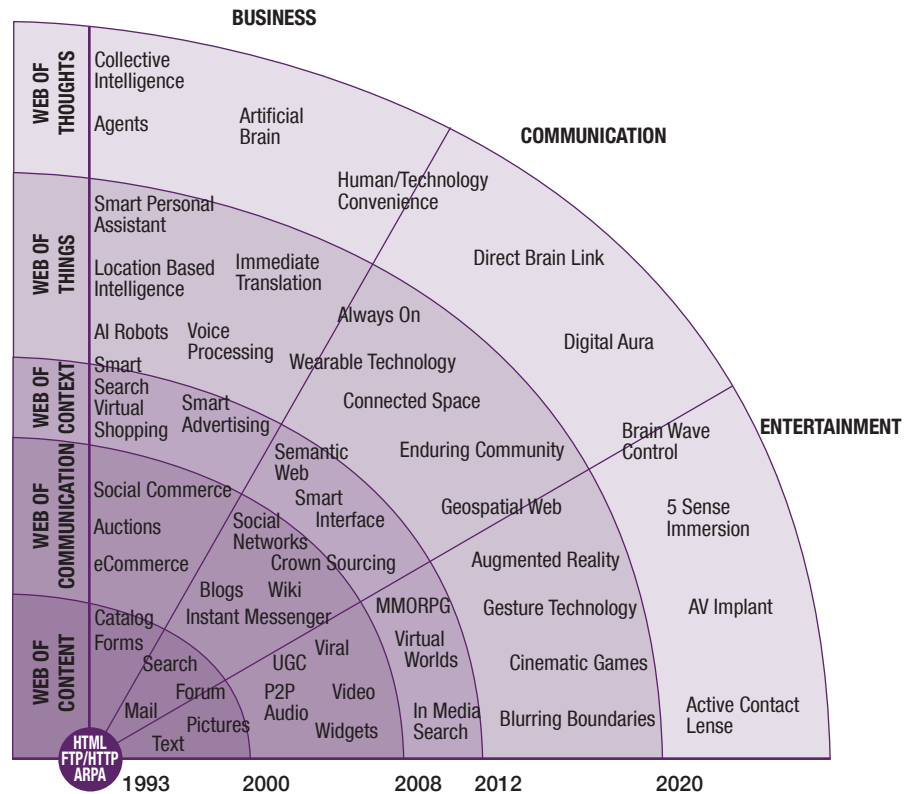 BUSINESS
COMMUNICATION
ENTERTAINMENT
WEB OF
THOUGHTS
Collective
Intelligence
Agents
Artificial
Brain
Human/Technology
Convenience
Direct Brain Link
Digital Aura
Brain Wave
Control
5 Sense
Immersion
AV Implant
Active Contact
Lense
WEB OF
THINGS
Smart Personal
Assistant
Location Based
Intelligence
Immediate
Translation
AI Robots
Voice
Processing
Always On
Wearable Technology
Connected Space
Enduring Community
Geospatial Web
Augmented Reality
Gesture Technology
Cinematic Games
Blurring Boundaries
WEB OF
CONTEXT
Smart
Search
Virtual
Shopping
Smart
Advertising
Semantic
Web
Smart
Interface
MMORPG
Virtual
Worlds
In Media
Search
WEB OF
COMMUNICATION
Social Commerce
Auctions
eCommerce
Social
Networks
Crown Sourcing
Blogs
Wiki
Instant Messenger
Viral
UGC
P2P
Audio
Video
Widgets
WEB OF
CONTENT
Catalog
Forms
Search
Forum
Mail
Pictures
Text
HTML
FTP/HTTP
ARPA
1993
2000
2008
2012
2020